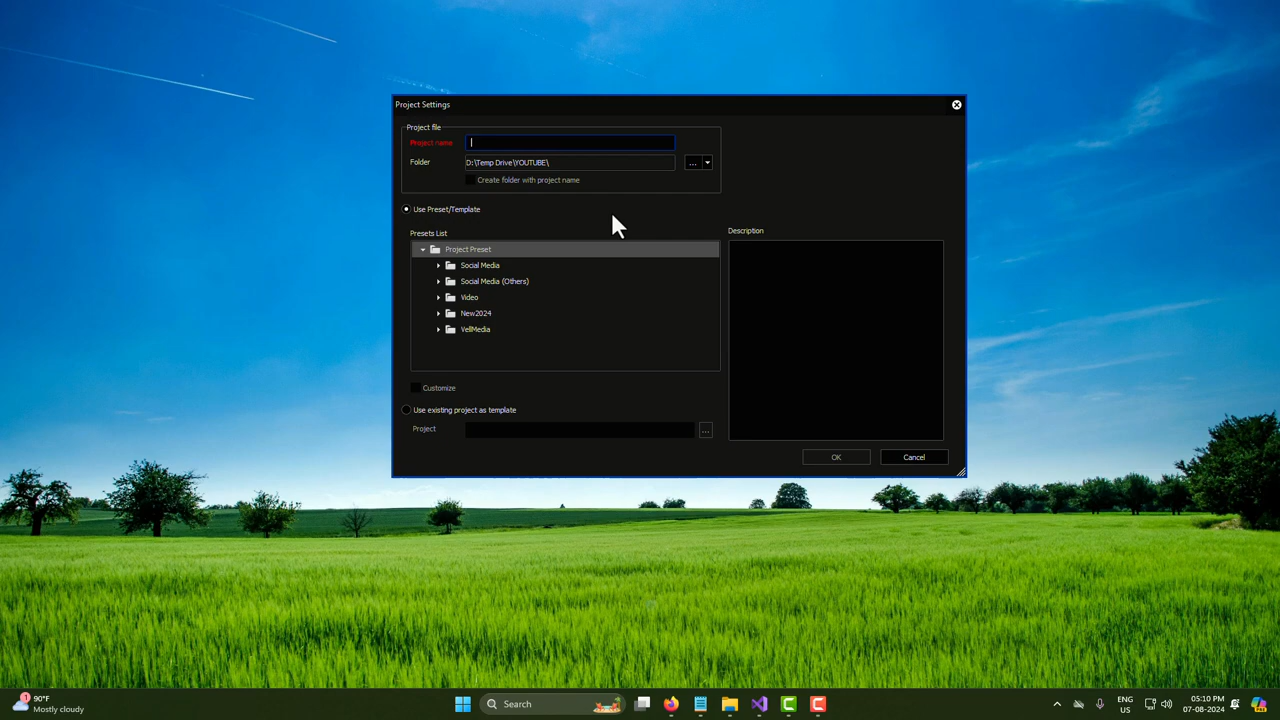 Project Settings
Project file
Project name
Folder D:\Temp Drive\YOUTUBE\ ...
Create folder with project name
Use Preset/Template
Presets List
Description
Project Preset
Social Media
Social Media (Others)
Video
New2024
VellMedia
Customize
Use existing project as template
Project ...
OK Cancel
1
90°F
Mostly cloudy
Search
ENG
US
05:10 PM
07-08-2024